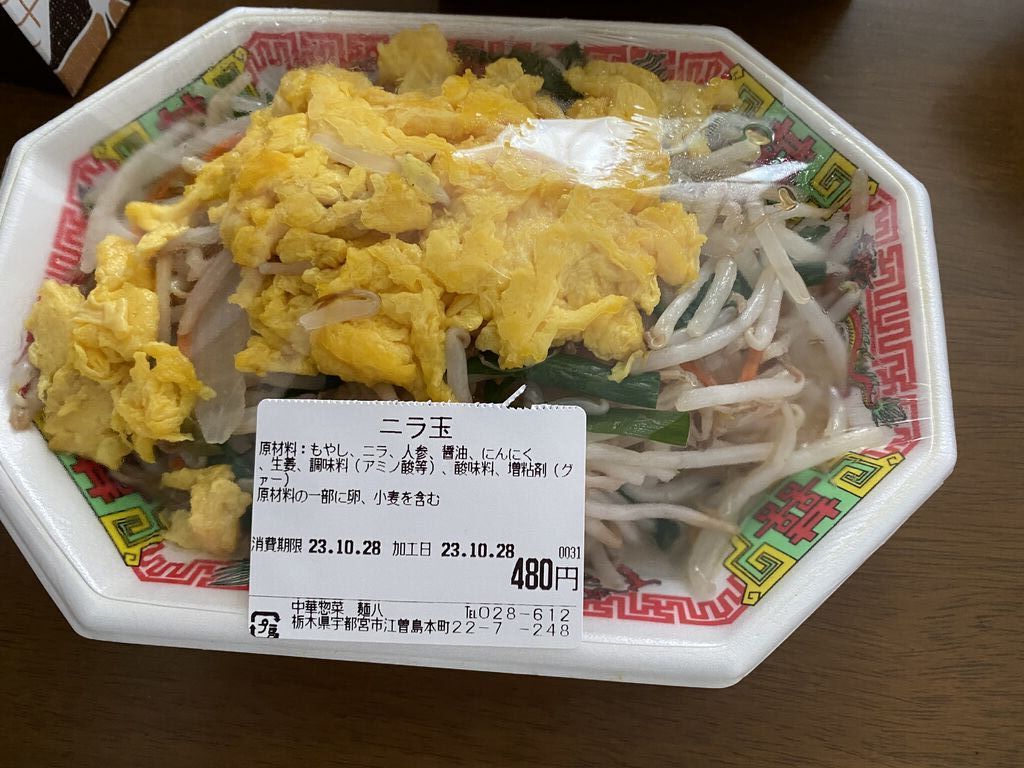 ニラ玉
原材料：もやし、ニラ、人参、醤油、にんにく
、生姜、調味料（アミノ酸等）、酸味料、増粘剤（グ
ァー）
原材料の一部に卵、小麦を含む
消費期限 23.10.28 加工日 23.10.28 0031
480円
中華惣菜 麺八 TEL028-612
栃木県宇都宮市江曽島本町22-7 -248
プラ